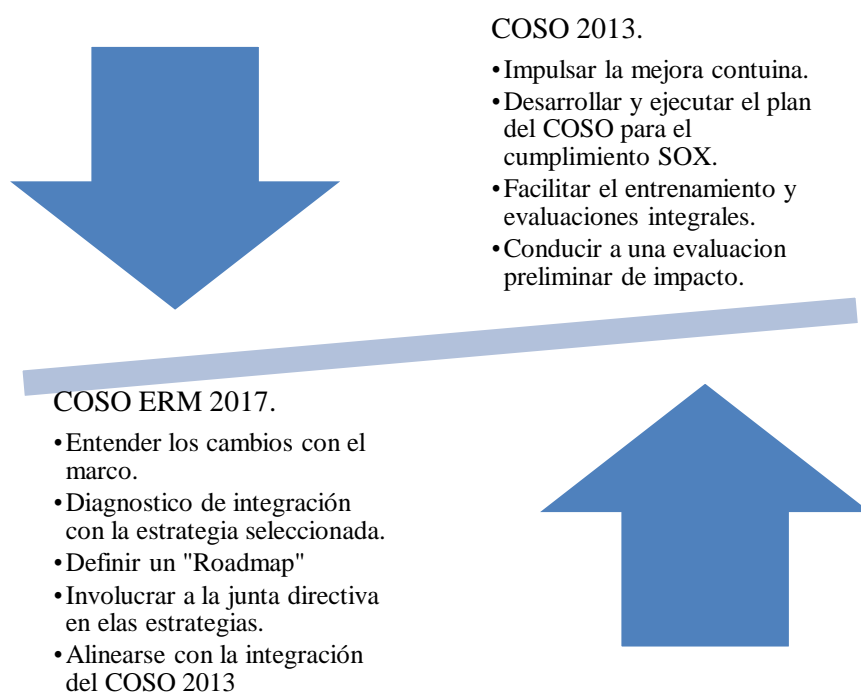 COSO 2013.
•Impulsar la mejora contuina.
•Desarrollar y ejecutar el plan
del COSO para el
cumplimiento SOX.
•Facilitar el entrenamiento y
evaluaciones integrales.
•Conducir a una evaluacion
preliminar de impacto.
COSO ERM 2017.
•Entender los cambios con el
marco.
•Diagnostico de integración
con la estrategia seleccionada.
•Definir un "Roadmap"
•Involucrar a la junta directiva
en elas estrategias.
•Alinearse con la integración
del COSO 2013